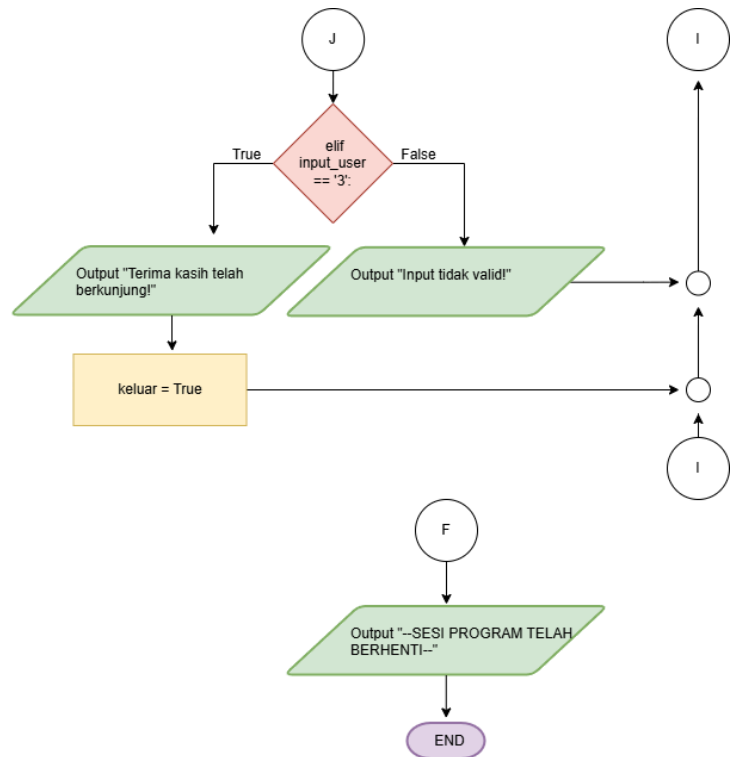 J
I
elif
input_user
== '3':
True
False
Output "Terima kasih telah
berkunjung!"
Output "Input tidak valid!"
keluar = True
I
F
Output "--SESI PROGRAM TELAH
BERHENTI--"
END